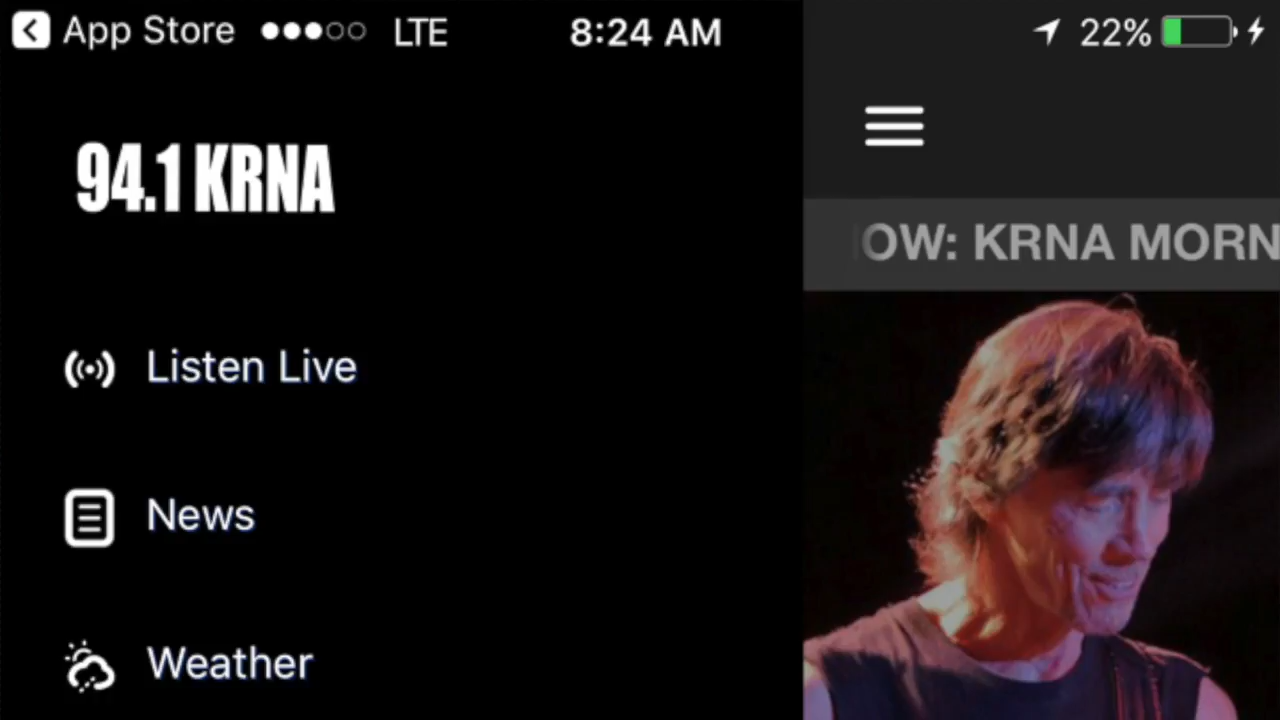 App Store LTE 8:24 AM 22%
94.1 KRNA
OW: KRNA MORN
Listen Live
News
Weather